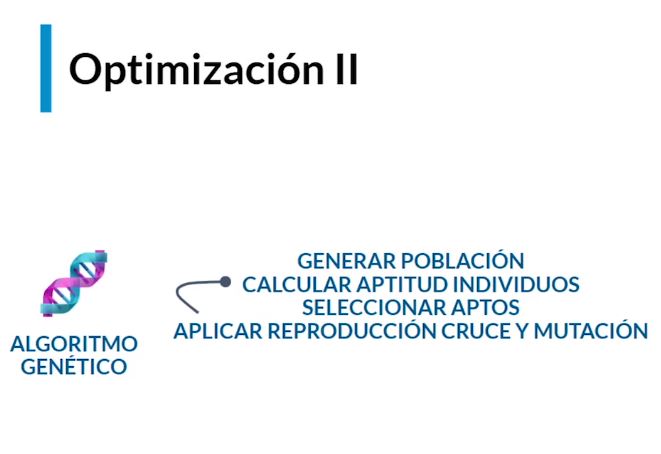 Optimización II
GENERAR POBLACIÓN
CALCULAR APTITUD INDIVIDUOS
SELECCIONAR APTOS
APLICAR REPRODUCCIÓN CRUCE Y MUTACIÓN
ALGORITMO
GENÉTICO